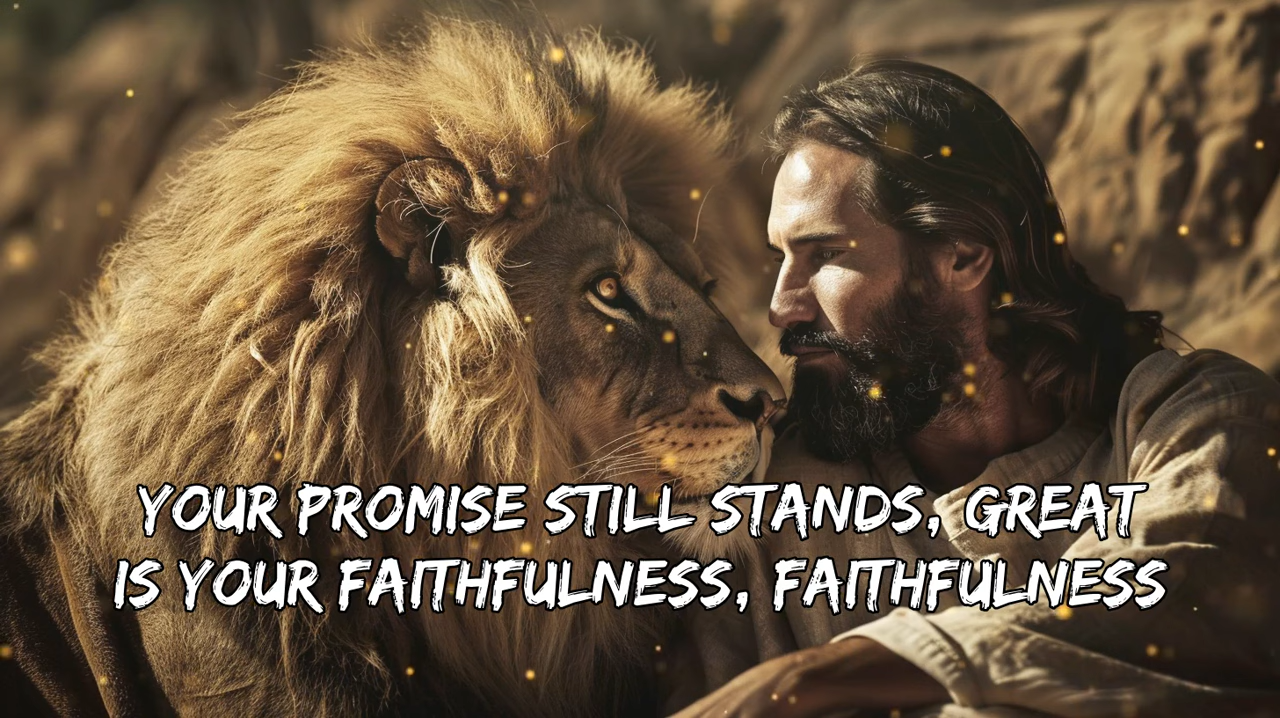 YOUR PROMISE STILL STANDS, GREAT
IS YOUR FAITHFULNESS, FAITHFULNESS